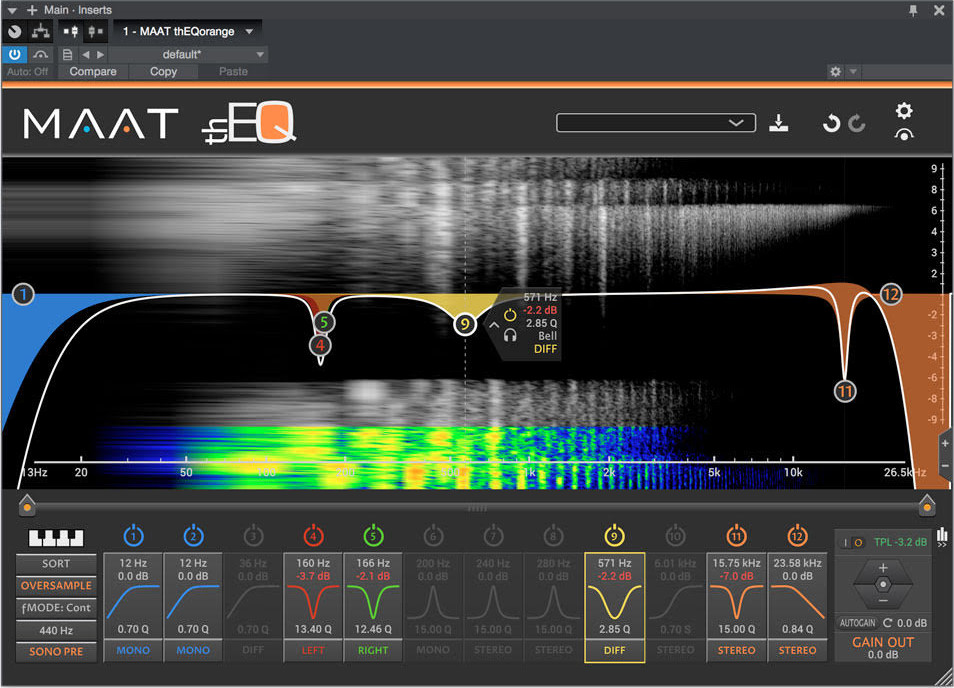 Main · Inserts
1 - MAAT thEQorange
default*
Auto: Off Compare Copy Paste
MAAT thEQ
9
8
6
4
3
2
1 12
5
4
9
571 Hz
-2.2 dB
2.85 Q
Bell
DIFF
11
-2
-3
-4
-6
-8
-9
13Hz 20 50 100 200 500 1k 2k 5k 10k 26.5kHz
1 2 3 4 5 6 7 8 9 10 11 12
SORT
OVERSAMPLE
ƒMODE: Cont
440 Hz
SONO PRE
12 Hz
0.0 dB
0.70 Q
MONO
12 Hz
0.0 dB
0.70 Q
MONO
36 Hz
0.0 dB
0.70 Q
DIFF
160 Hz
-3.7 dB
13.40 Q
LEFT
166 Hz
-2.1 dB
12.46 Q
RIGHT
200 Hz
0.0 dB
15.00 Q
MONO
240 Hz
0.0 dB
15.00 Q
STEREO
280 Hz
0.0 dB
15.00 Q
STEREO
571 Hz
-2.2 dB
2.85 Q
DIFF
6.01 kHz
0.0 dB
0.70 S
STEREO
15.75 kHz
-7.0 dB
15.00 Q
STEREO
23.58 kHz
0.0 dB
0.84 Q
STEREO
I O TPL -3.2 dB
AUTOGAIN C 0.0 dB
GAIN OUT
0.0 dB